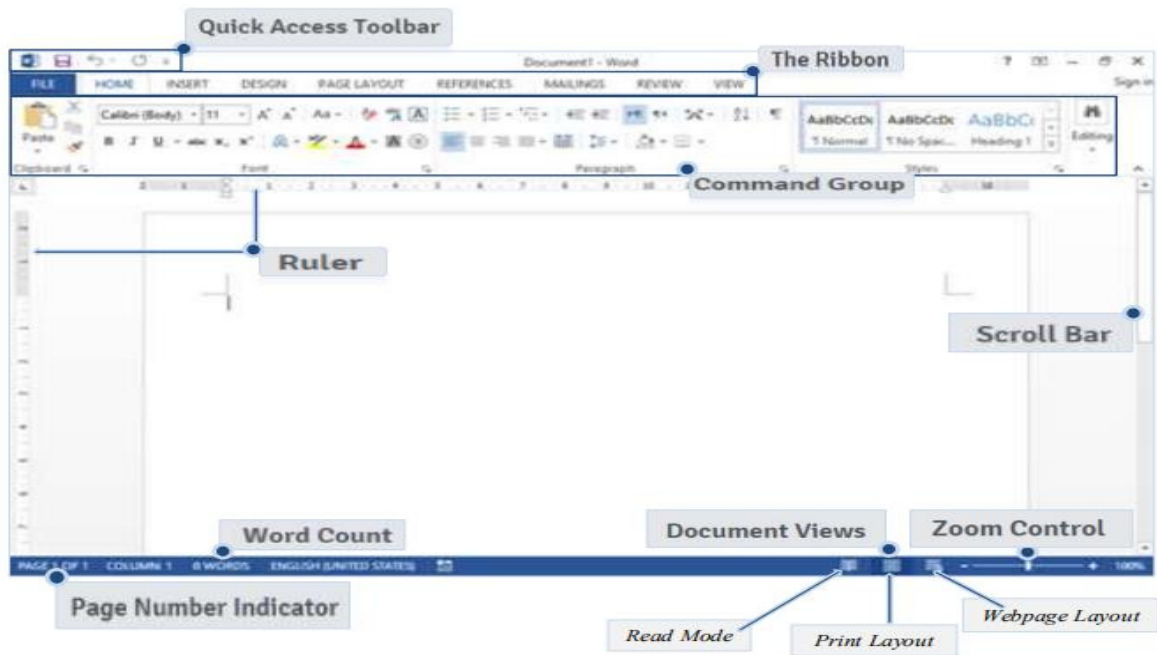 Quick Access Toolbar
Document1 - Word
The Ribbon
Sign in
FILE HOME INSERT DESIGN PAGE LAYOUT REFERENCES MAILINGS REVIEW VIEW
Calibri (Body) 11
AaBbCcDc AaBbCcDc AaBbCc
Paste
¶ Normal ¶ No Spac... Heading 1
Editing
Clipboard Font Paragraph Styles
Command Group
Ruler
Scroll Bar
Word Count
Document Views
Zoom Control
PAGE 1 OF 1 COLUMN: 1 0 WORDS ENGLISH (UNITED STATES) 100%
Page Number Indicator
Read Mode
Print Layout
Webpage Layout